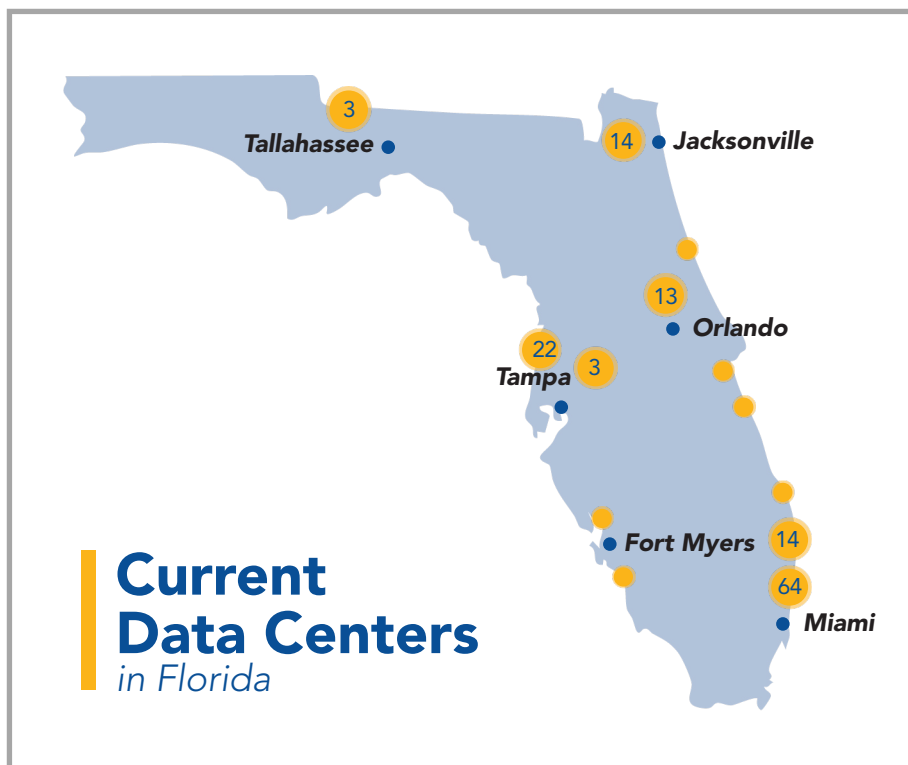 3
Tallahassee
14
Jacksonville
13
Orlando
22
3
Tampa
Fort Myers
14
64
Miami
Current
Data Centers
in Florida